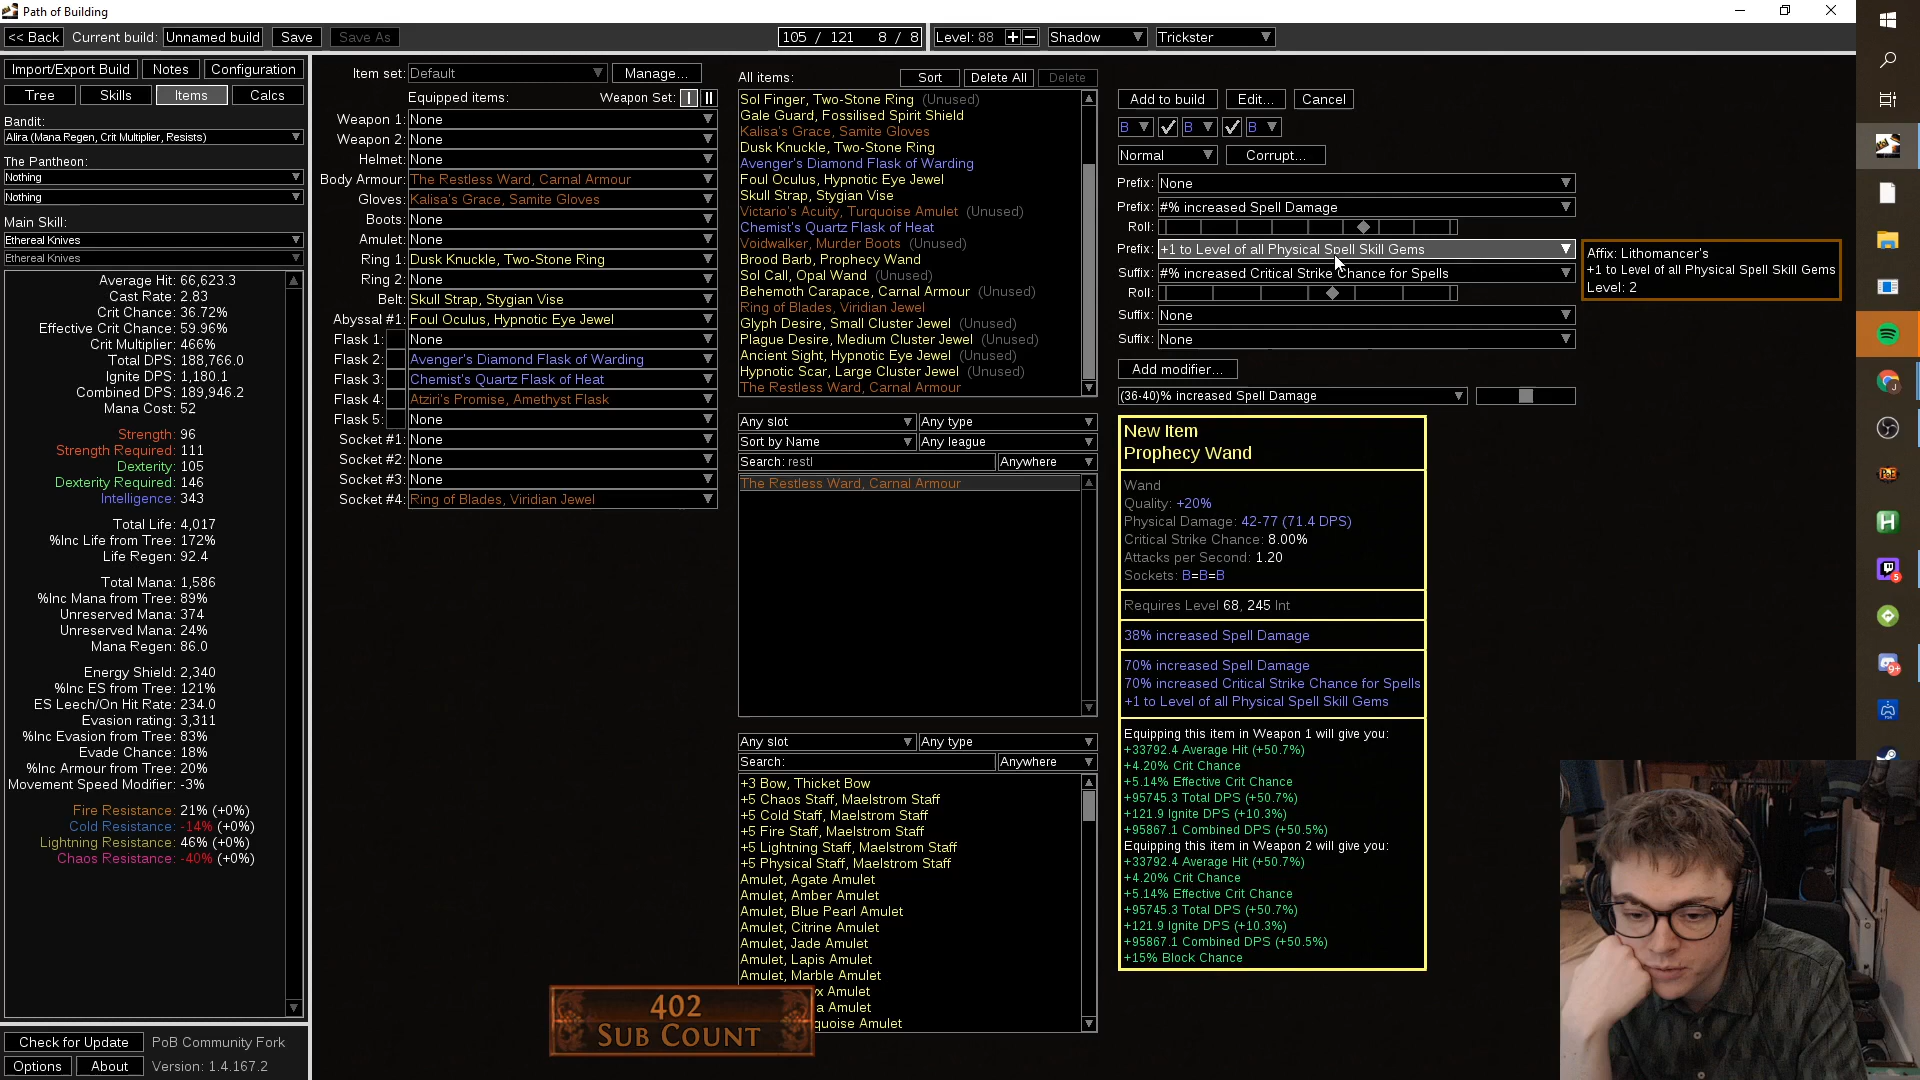 Path of Building
<< Back
Current build:
Unnamed build
Save
Save As
105 / 121 8 / 8
Level: 88
+
Shadow
Trickster
Import/Export Build
Notes
Configuration
Tree
Skills
Items
Calcs
Bandit:
Alira (Mana Regen, Crit Multiplier, Resists)
The Pantheon:
Nothing
Nothing
Main Skill:
Ethereal Knives
Ethereal Knives
Average Hit: 66,623.3
Cast Rate: 2.83
Crit Chance: 36.72%
Effective Crit Chance: 59.96%
Crit Multiplier: 466%
Total DPS: 188,766.0
Ignite DPS: 1,180.1
Combined DPS: 189,946.2
Mana Cost: 52
Strength: 96
Strength Required: 111
Dexterity: 105
Dexterity Required: 146
Intelligence: 343
Total Life: 4,017
%Inc Life from Tree: 172%
Life Regen: 92.4
Total Mana: 1,586
%Inc Mana from Tree: 89%
Unreserved Mana: 374
Unreserved Mana: 24%
Mana Regen: 86.0
Energy Shield: 2,340
%Inc ES from Tree: 121%
ES Leech/On Hit Rate: 234.0
Evasion rating: 3,311
%Inc Evasion from Tree: 83%
Evade Chance: 18%
%Inc Armour from Tree: 20%
Movement Speed Modifier: -3%
Fire Resistance: 21% (+0%)
Cold Resistance: -14% (+0%)
Lightning Resistance: 46% (+0%)
Chaos Resistance: -40% (+0%)
Check for Update
PoB Community Fork
Options
About
Version: 1.4.167.2
Item set: Default
Manage...
Equipped items:
Weapon Set: I II
Weapon 1: None
Weapon 2: None
Helmet: None
Body Armour: The Restless Ward, Carnal Armour
Gloves: Kalisa's Grace, Samite Gloves
Boots: None
Amulet: None
Ring 1: Dusk Knuckle, Two-Stone Ring
Ring 2: None
Belt: Skull Strap, Stygian Vise
Abyssal #1: Foul Oculus, Hypnotic Eye Jewel
Flask 1: None
Flask 2: Avenger's Diamond Flask of Warding
Flask 3: Chemist's Quartz Flask of Heat
Flask 4: Atziri's Promise, Amethyst Flask
Flask 5: None
Socket #1: None
Socket #2: None
Socket #3: None
Socket #4: Ring of Blades, Viridian Jewel
All items:
Sort
Delete All
Delete
Sol Finger, Two-Stone Ring (Unused)
Gale Guard, Fossilised Spirit Shield
Kalisa's Grace, Samite Gloves
Dusk Knuckle, Two-Stone Ring
Avenger's Diamond Flask of Warding
Foul Oculus, Hypnotic Eye Jewel
Skull Strap, Stygian Vise
Victario's Acuity, Turquoise Amulet (Unused)
Chemist's Quartz Flask of Heat
Voidwalker, Murder Boots (Unused)
Brood Barb, Prophecy Wand
Sol Call, Opal Wand (Unused)
Behemoth Carapace, Carnal Armour (Unused)
Ring of Blades, Viridian Jewel
Glyph Desire, Small Cluster Jewel (Unused)
Plague Desire, Medium Cluster Jewel (Unused)
Ancient Sight, Hypnotic Eye Jewel (Unused)
Hypnotic Scar, Large Cluster Jewel (Unused)
The Restless Ward, Carnal Armour
Any slot
Any type
Sort by Name
Any league
Search: restl
Anywhere
The Restless Ward, Carnal Armour
Any slot
Any type
Search:
Anywhere
+3 Bow, Thicket Bow
+5 Chaos Staff, Maelstrom Staff
+5 Cold Staff, Maelstrom Staff
+5 Fire Staff, Maelstrom Staff
+5 Lightning Staff, Maelstrom Staff
+5 Physical Staff, Maelstrom Staff
Amulet, Agate Amulet
Amulet, Amber Amulet
Amulet, Blue Pearl Amulet
Amulet, Citrine Amulet
Amulet, Jade Amulet
Amulet, Lapis Amulet
Amulet, Marble Amulet
yx Amulet
a Amulet
quoise Amulet
402
SUB COUNT
Add to build
Edit...
Cancel
B B B
Normal
Corrupt...
Prefix: None
Prefix: #% increased Spell Damage
Roll:
Prefix: +1 to Level of all Physical Spell Skill Gems
Suffix: #% increased Critical Strike Chance for Spells
Roll:
Suffix: None
Suffix: None
Add modifier...
(36-40)% increased Spell Damage
Affix: Lithomancer's
+1 to Level of all Physical Spell Skill Gems
Level: 2
New Item
Prophecy Wand
Wand
Quality: +20%
Physical Damage: 42-77 (71.4 DPS)
Critical Strike Chance: 8.00%
Attacks per Second: 1.20
Sockets: B=B=B
Requires Level 68, 245 Int
38% increased Spell Damage
70% increased Spell Damage
70% increased Critical Strike Chance for Spells
+1 to Level of all Physical Spell Skill Gems
Equipping this item in Weapon 1 will give you:
+33792.4 Average Hit (+50.7%)
+4.20% Crit Chance
+5.14% Effective Crit Chance
+95745.3 Total DPS (+50.7%)
+121.9 Ignite DPS (+10.3%)
+95867.1 Combined DPS (+50.5%)
Equipping this item in Weapon 2 will give you:
+33792.4 Average Hit (+50.7%)
+4.20% Crit Chance
+5.14% Effective Crit Chance
+95745.3 Total DPS (+50.7%)
+121.9 Ignite DPS (+10.3%)
+95867.1 Combined DPS (+50.5%)
+15% Block Chance